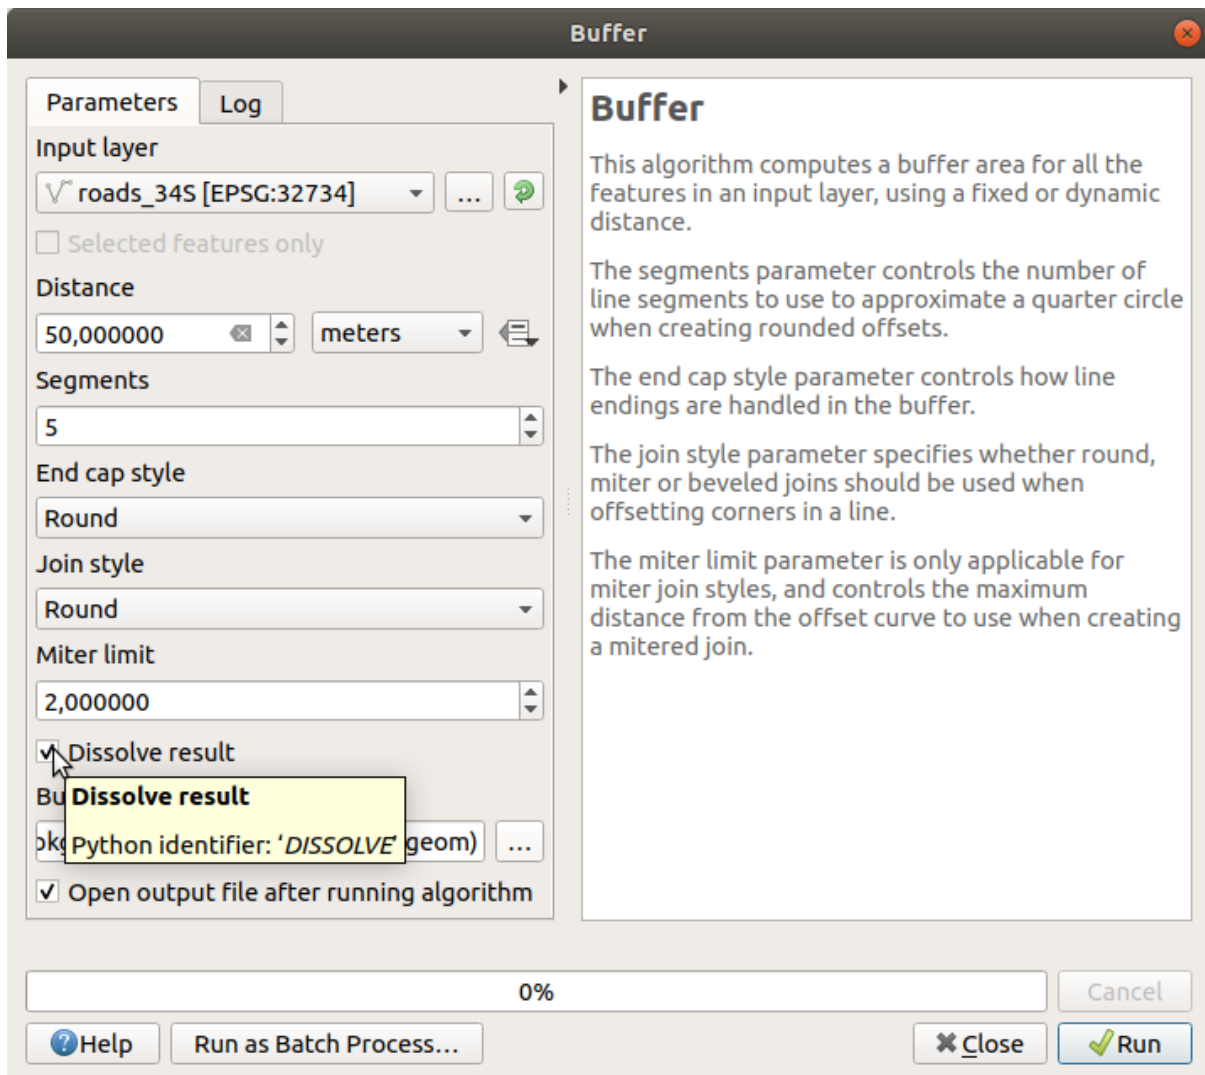 Buffer
Parameters
Log
Input layer
roads_34S [EPSG:32734]
...
Selected features only
Distance
50,000000
meters
Segments
5
End cap style
Round
Join style
Round
Miter limit
2,000000
Dissolve result
Dissolve result
Python identifier: ‘DISSOLVE’
geom)
...
Open output file after running algorithm
Buffer
This algorithm computes a buffer area for all the
features in an input layer, using a fixed or dynamic
distance.
The segments parameter controls the number of
line segments to use to approximate a quarter circle
when creating rounded offsets.
The end cap style parameter controls how line
endings are handled in the buffer.
The join style parameter specifies whether round,
miter or beveled joins should be used when
offsetting corners in a line.
The miter limit parameter is only applicable for
miter join styles, and controls the maximum
distance from the offset curve to use when creating
a mitered join.
0%
Cancel
Help
Run as Batch Process...
Close
Run